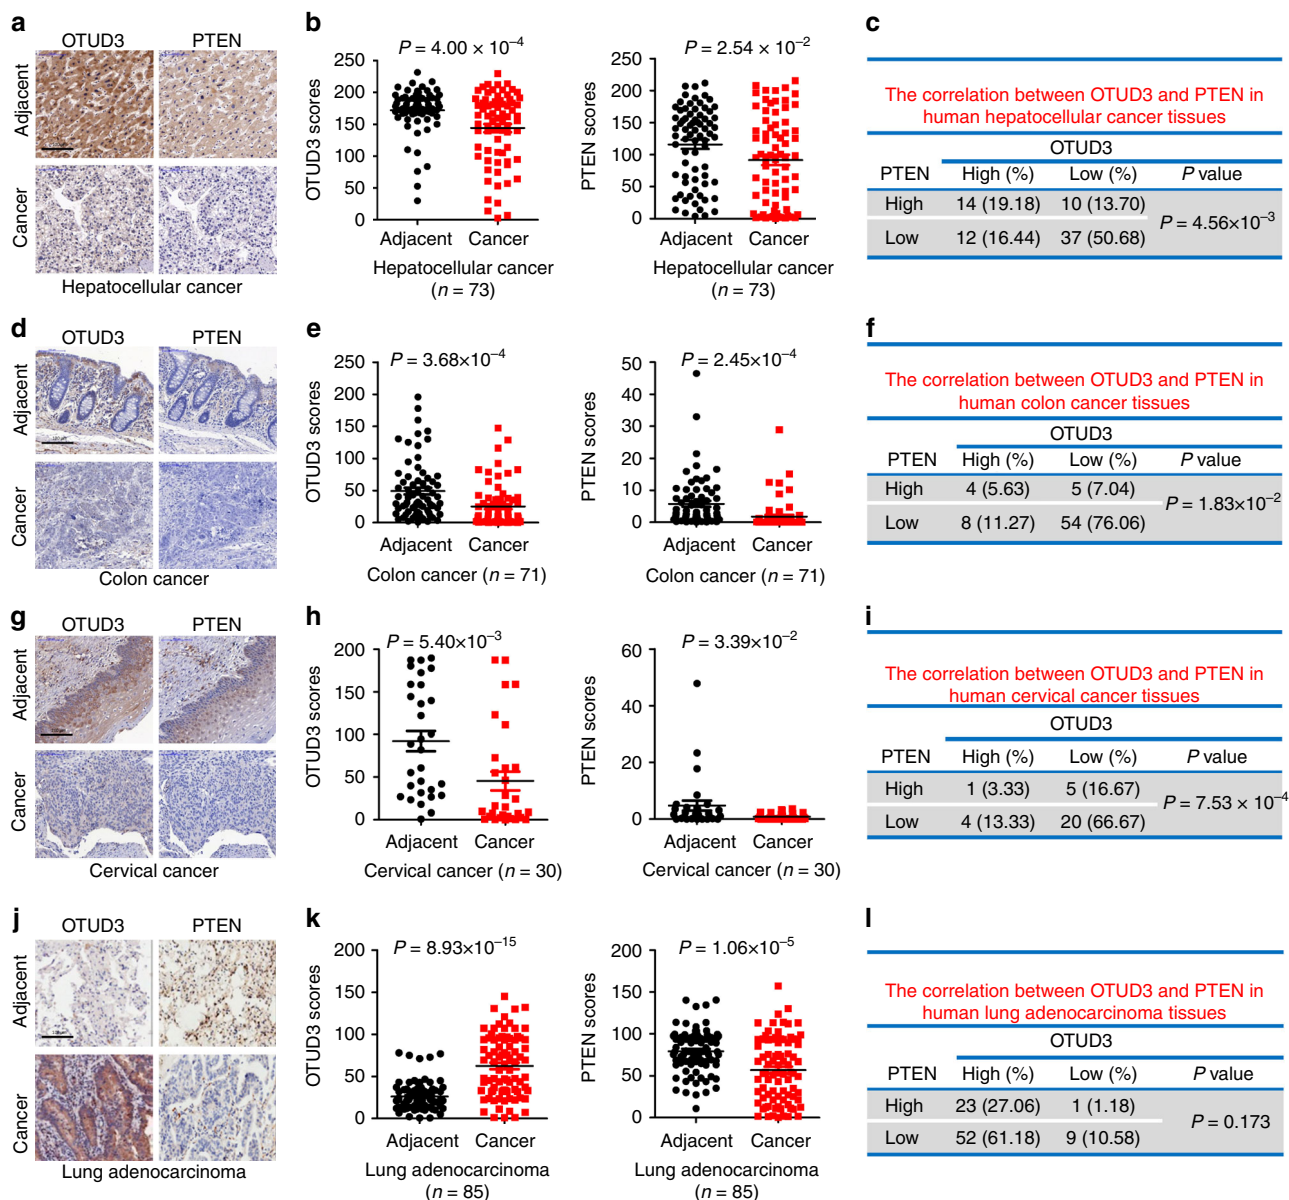 a
OTUD3 PTEN
Adjacent
Cancer
Hepatocellular cancer
b
P = 4.00 × 10⁻⁴
OTUD3 scores
250
200
150
100
50
0
Adjacent Cancer
Hepatocellular cancer
(n = 73)
P = 2.54 × 10⁻²
PTEN scores
250
200
150
100
50
0
Adjacent Cancer
Hepatocellular cancer
(n = 73)
c
The correlation between OTUD3 and PTEN in
human hepatocellular cancer tissues
OTUD3
PTEN High (%) Low (%) P value
High 14 (19.18) 10 (13.70)
P = 4.56×10⁻³
Low 12 (16.44) 37 (50.68)
d
OTUD3 PTEN
Adjacent
Cancer
Colon cancer
e
P = 3.68×10⁻⁴
OTUD3 scores
250
200
150
100
50
0
Adjacent Cancer
Colon cancer (n = 71)
P = 2.45×10⁻⁴
PTEN scores
50
40
30
20
10
0
Adjacent Cancer
Colon cancer (n = 71)
f
The correlation between OTUD3 and PTEN in
human colon cancer tissues
OTUD3
PTEN High (%) Low (%) P value
High 4 (5.63) 5 (7.04)
P = 1.83×10⁻²
Low 8 (11.27) 54 (76.06)
g
OTUD3 PTEN
Adjacent
Cancer
Cervical cancer
h
P = 5.40×10⁻³
OTUD3 scores
200
150
100
50
0
Adjacent Cancer
Cervical cancer (n = 30)
P = 3.39×10⁻²
PTEN scores
60
40
20
0
Adjacent Cancer
Cervical cancer (n = 30)
i
The correlation between OTUD3 and PTEN in
human cervical cancer tissues
OTUD3
PTEN High (%) Low (%) P value
High 1 (3.33) 5 (16.67)
P = 7.53 × 10⁻⁴
Low 4 (13.33) 20 (66.67)
j
OTUD3 PTEN
Adjacent
Cancer
Lung adenocarcinoma
k
P = 8.93×10⁻¹⁵
OTUD3 scores
200
150
100
50
0
Adjacent Cancer
Lung adenocarcinoma
(n = 85)
P = 1.06×10⁻⁵
PTEN scores
200
150
100
50
0
Adjacent Cancer
Lung adenocarcinoma
(n = 85)
l
The correlation between OTUD3 and PTEN in
human lung adenocarcinoma tissues
OTUD3
PTEN High (%) Low (%) P value
High 23 (27.06) 1 (1.18)
P = 0.173
Low 52 (61.18) 9 (10.58)